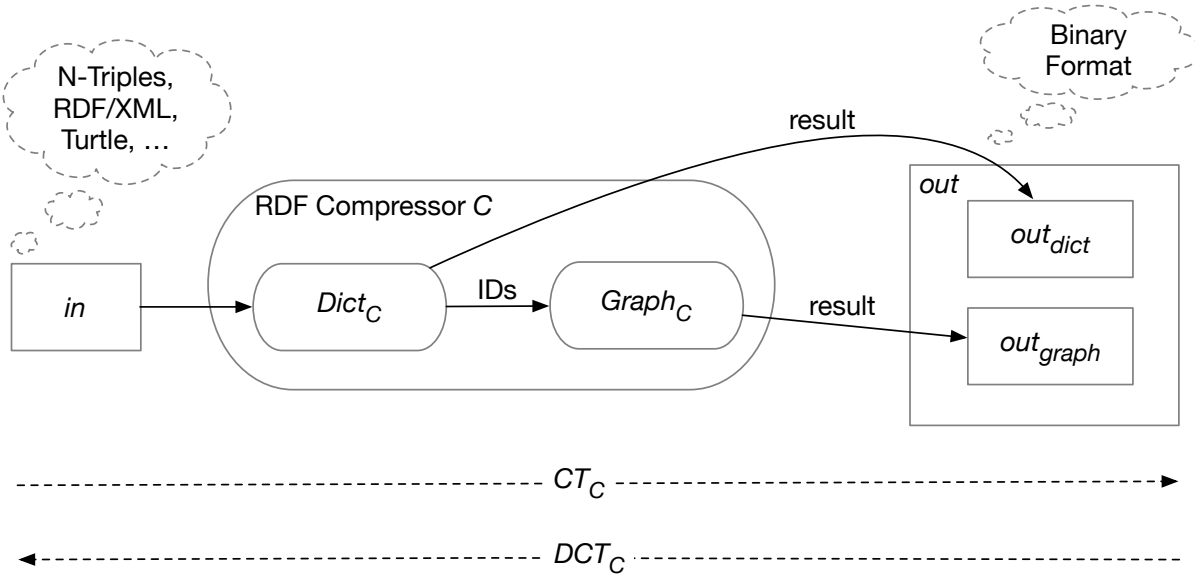 N-Triples,
RDF/XML,
Turtle, …
Binary
Format
result
out
RDF Compressor C
out_dict
in
Dict_C
IDs
Graph_C
result
out_graph
CT_C
DCT_C